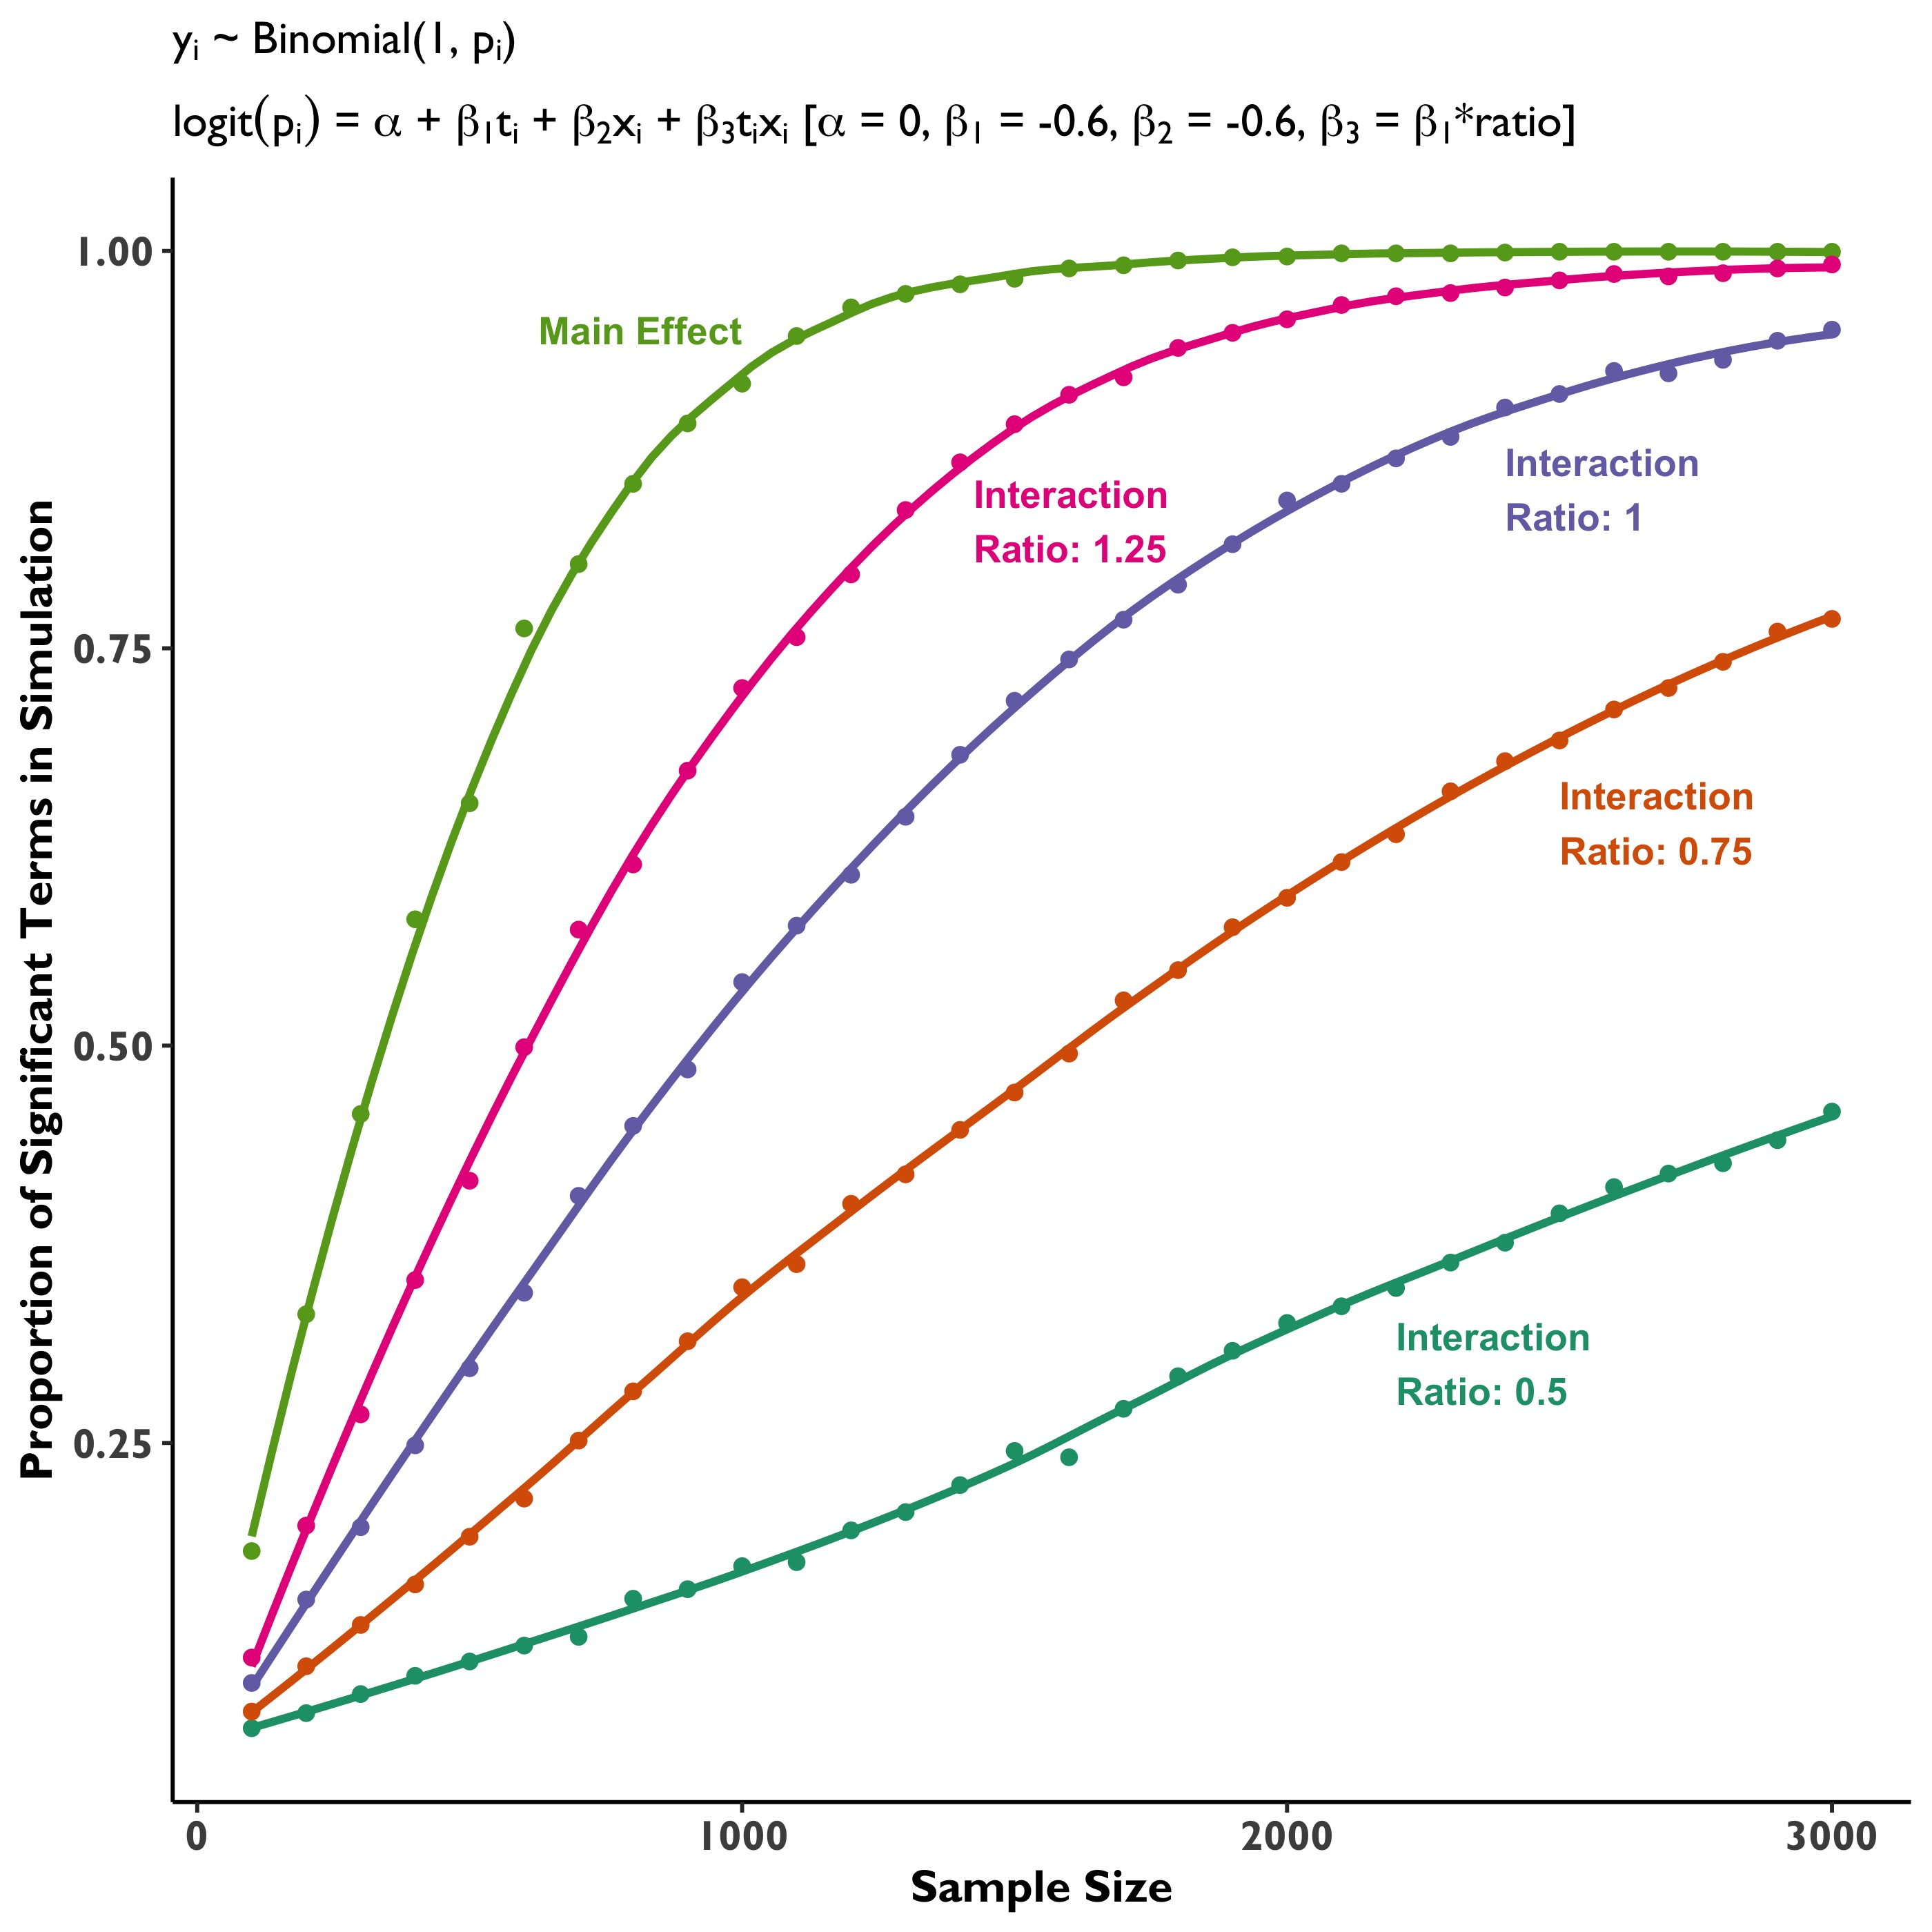 yᵢ ~ Binomial(1, pᵢ)
logit(pᵢ) = α + β₁tᵢ + β₂xᵢ + β₃tᵢxᵢ [α = 0, β₁ = -0.6, β₂ = -0.6, β₃ = β₁*ratio]
1.00
0.75
0.50
0.25
Proportion of Significant Terms in Simulation
Main Effect
Interaction
Ratio: 1.25
Interaction
Ratio: 1
Interaction
Ratio: 0.75
Interaction
Ratio: 0.5
0
1000
2000
3000
Sample Size